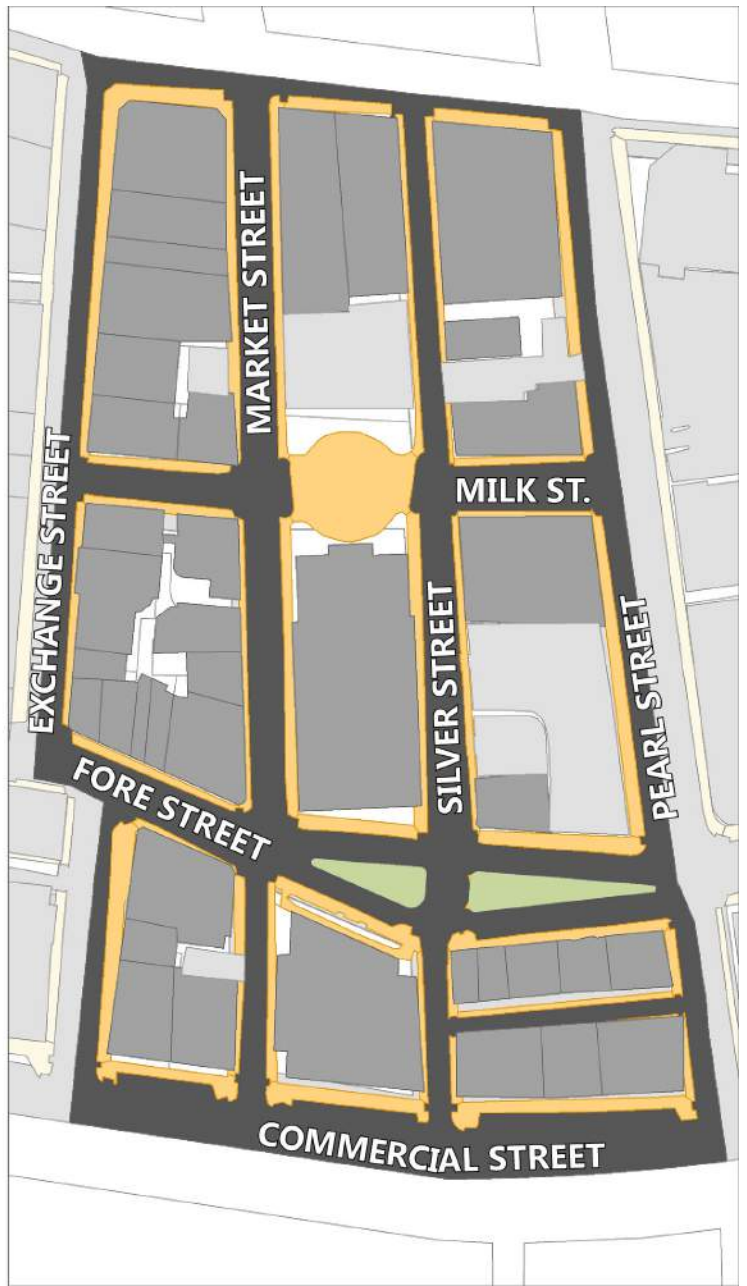 MARKET STREET
EXCHANGE STREET
MILK ST.
SILVER STREET
PEARL STREET
FORE STREET
COMMERCIAL STREET